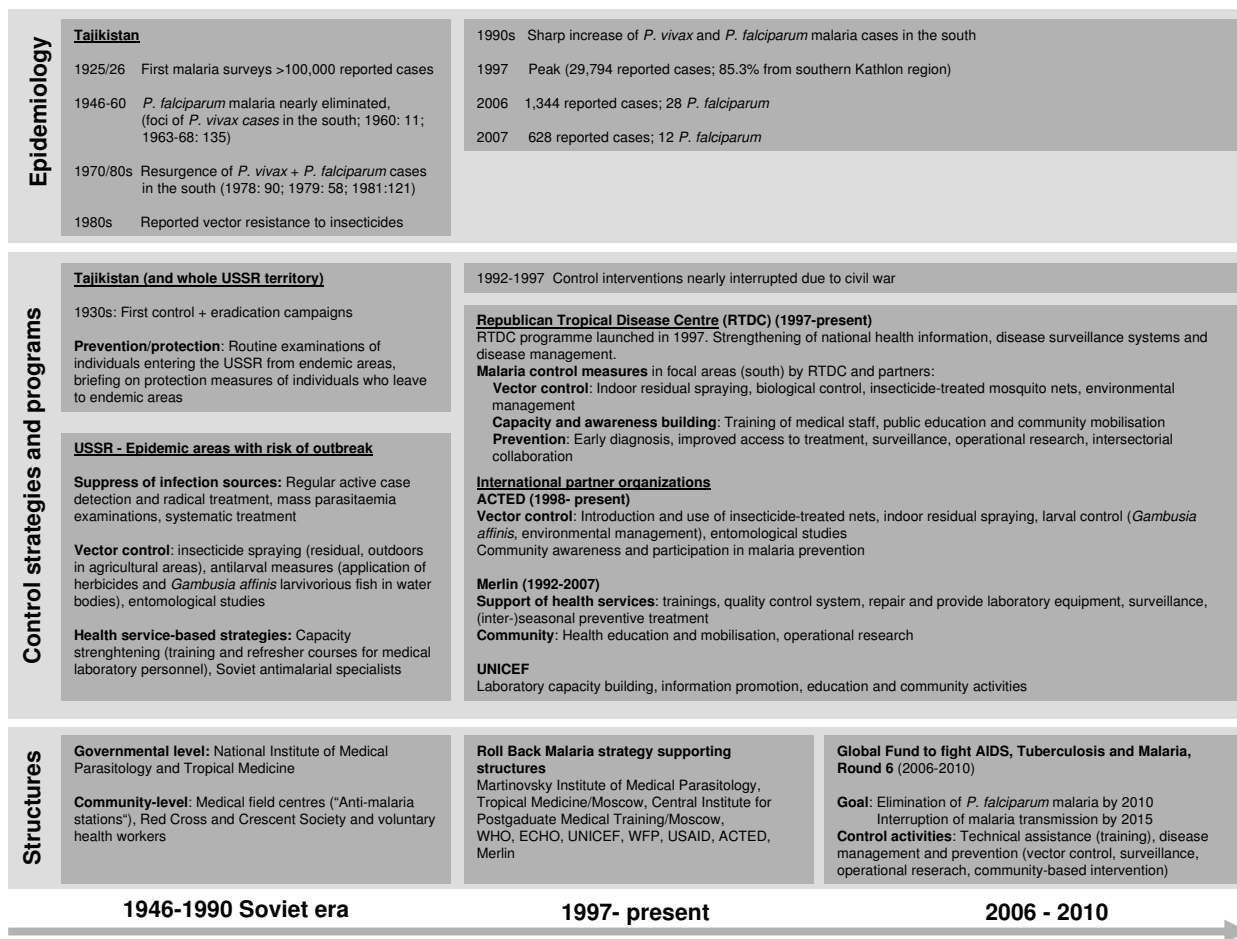 Epidemiology
Tajikistan
1925/26 First malaria surveys >100,000 reported cases
1946-60 P. falciparum malaria nearly eliminated,
(foci of P. vivax cases in the south; 1960: 11;
1963-68: 135)
1970/80s Resurgence of P. vivax + P. falciparum cases
in the south (1978: 90; 1979: 58; 1981:121)
1980s Reported vector resistance to insecticides
1990s Sharp increase of P. vivax and P. falciparum malaria cases in the south
1997 Peak (29,794 reported cases; 85.3% from southern Kathlon region)
2006 1,344 reported cases; 28 P. falciparum
2007 628 reported cases; 12 P. falciparum
Control strategies and programs
Tajikistan (and whole USSR territory)
1930s: First control + eradication campaigns
Prevention/protection: Routine examinations of
individuals entering the USSR from endemic areas,
briefing on protection measures of individuals who leave
to endemic areas
USSR - Epidemic areas with risk of outbreak
Suppress of infection sources: Regular active case
detection and radical treatment, mass parasitaemia
examinations, systematic treatment
Vector control: insecticide spraying (residual, outdoors
in agricultural areas), antilarval measures (application of
herbicides and Gambusia affinis larvivorious fish in water
bodies), entomological studies
Health service-based strategies: Capacity
strenghtening (training and refresher courses for medical
laboratory personnel), Soviet antimalarial specialists
1992-1997 Control interventions nearly interrupted due to civil war
Republican Tropical Disease Centre (RTDC) (1997-present)
RTDC programme launched in 1997. Strengthening of national health information, disease surveillance systems and
disease management.
Malaria control measures in focal areas (south) by RTDC and partners:
Vector control: Indoor residual spraying, biological control, insecticide-treated mosquito nets, environmental
management
Capacity and awareness building: Training of medical staff, public education and community mobilisation
Prevention: Early diagnosis, improved access to treatment, surveillance, operational research, intersectorial
collaboration
International partner organizations
ACTED (1998- present)
Vector control: Introduction and use of insecticide-treated nets, indoor residual spraying, larval control (Gambusia
affinis, environmental management), entomological studies
Community awareness and participation in malaria prevention
Merlin (1992-2007)
Support of health services: trainings, quality control system, repair and provide laboratory equipment, surveillance,
(inter-)seasonal preventive treatment
Community: Health education and mobilisation, operational research
UNICEF
Laboratory capacity building, information promotion, education and community activities
Structures
Governmental level: National Institute of Medical
Parasitology and Tropical Medicine
Community-level: Medical field centres (“Anti-malaria
stations“), Red Cross and Crescent Society and voluntary
health workers
Roll Back Malaria strategy supporting
structures
Martinovsky Institute of Medical Parasitology,
Tropical Medicine/Moscow, Central Institute for
Postgraduate Medical Training/Moscow,
WHO, ECHO, UNICEF, WFP, USAID, ACTED,
Merlin
Global Fund to fight AIDS, Tuberculosis and Malaria,
Round 6 (2006-2010)
Goal: Elimination of P. falciparum malaria by 2010
Interruption of malaria transmission by 2015
Control activities: Technical assistance (training), disease
management and prevention (vector control, surveillance,
operational reserach, community-based intervention)
1946-1990 Soviet era
1997- present
2006 - 2010